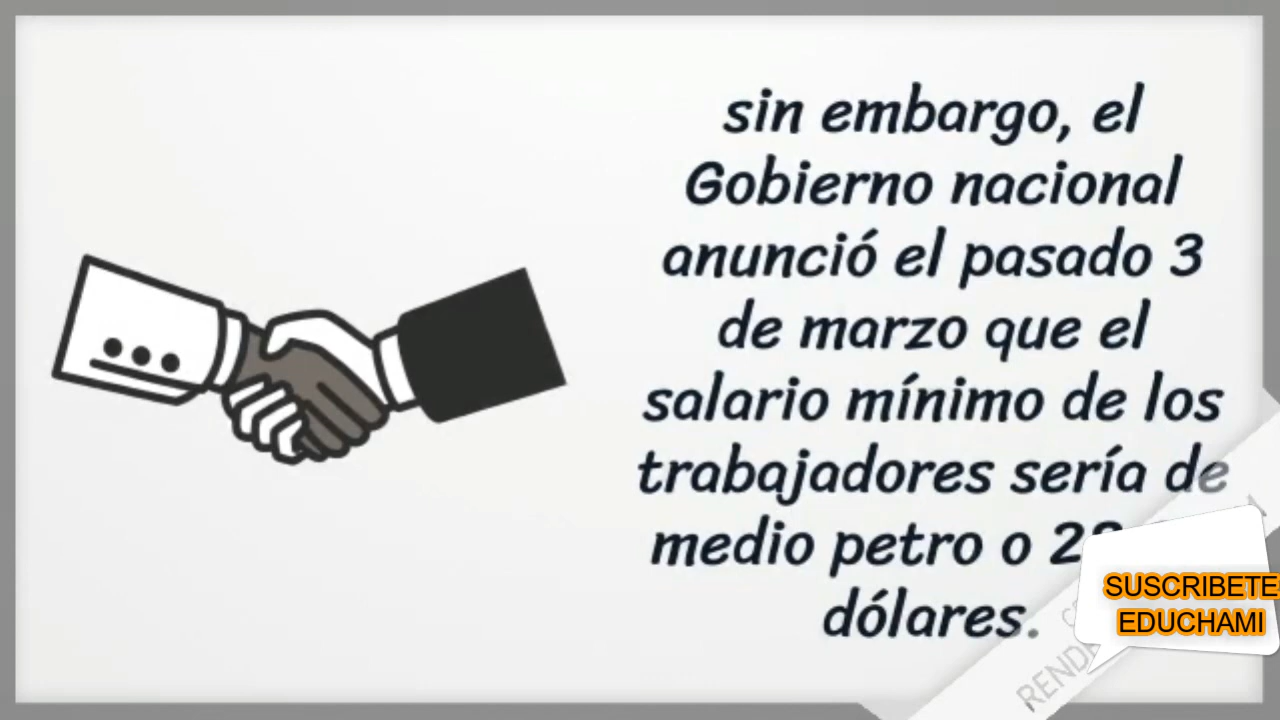 sin embargo, el
Gobierno nacional
anunció el pasado 3
de marzo que el
salario mínimo de los
trabajadores sería de
medio petro o
dólares.
SUSCRIBETE
EDUCHAMI